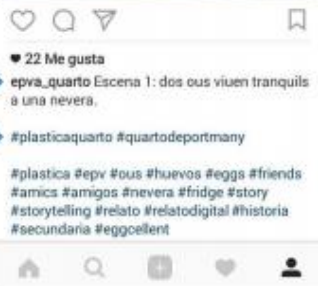 22 Me gusta
epva_quarto Escena 1: dos ous viuen tranquils
a una nevera.
#plasticaquarto #quartodeportmany
#plastica #epv #ous #huevos #eggs #friends
#amics #amigos #nevera #fridge #story
#storytelling #relato #relatodigital #historia
#secundaria #eggcellent